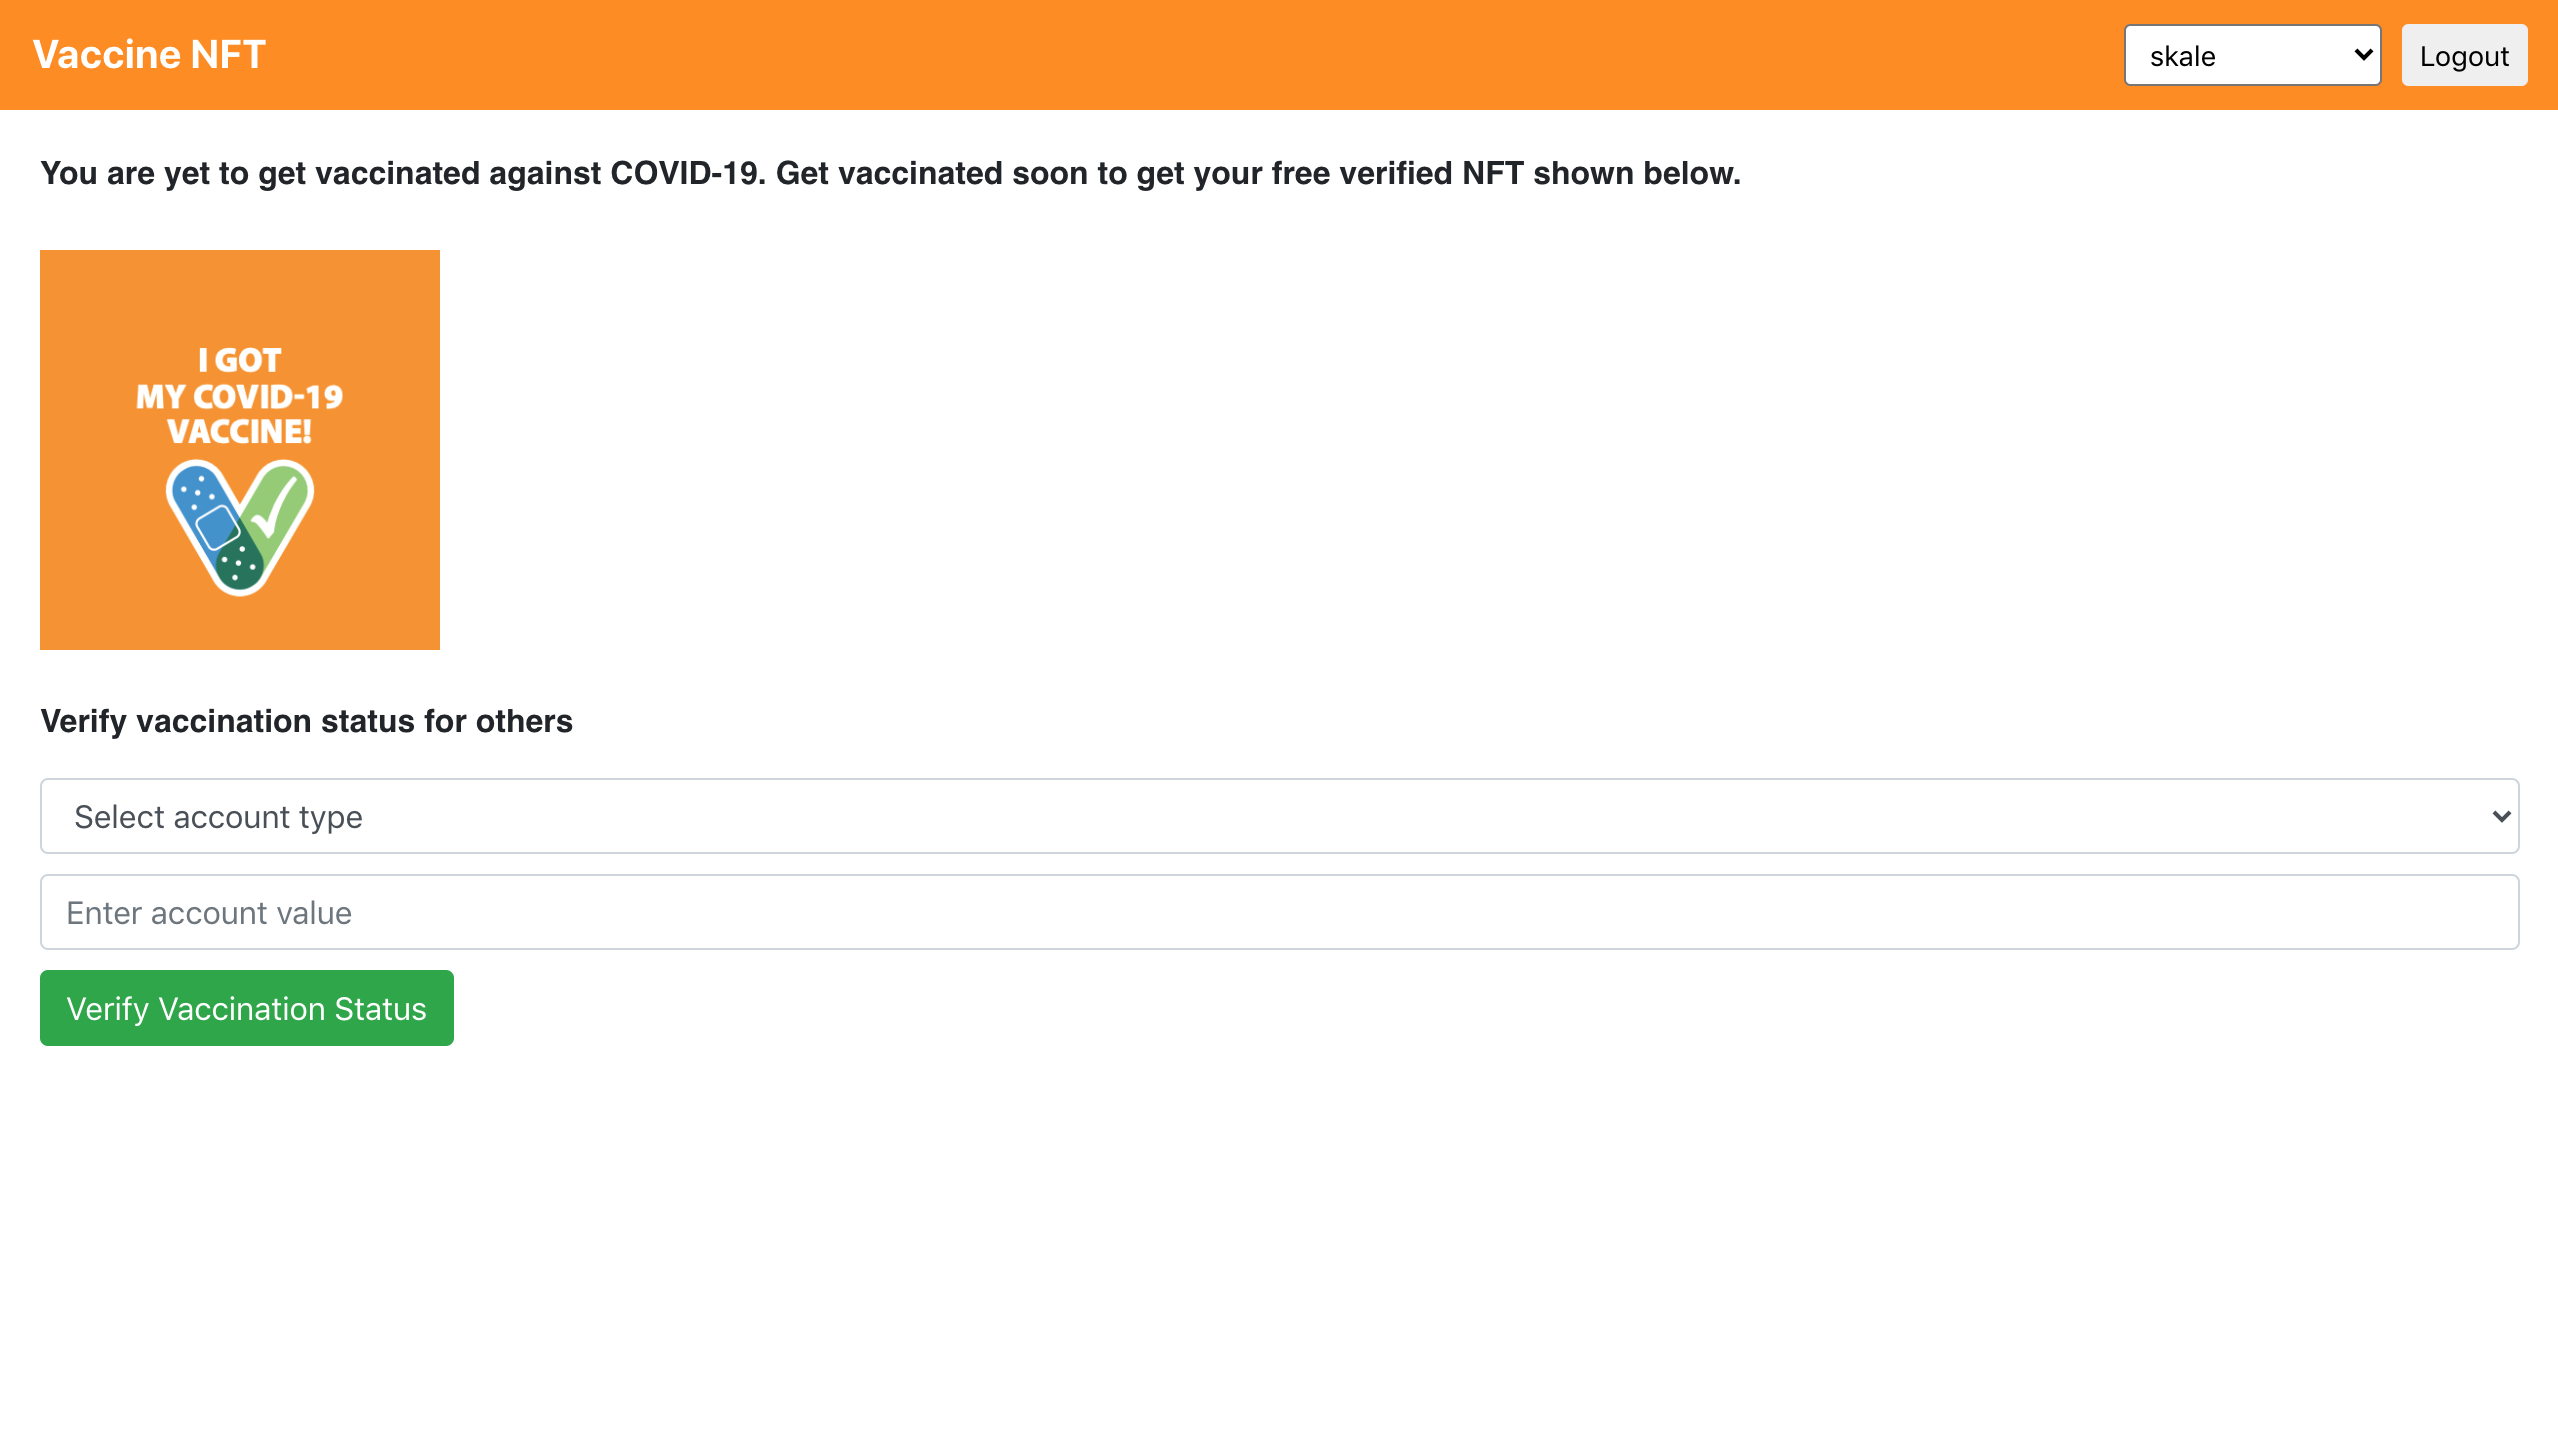 Vaccine NFT
skale
Logout
You are yet to get vaccinated against COVID-19. Get vaccinated soon to get your free verified NFT shown below.
I GOT
MY COVID-19
VACCINE!
Verify vaccination status for others
Select account type
Enter account value
Verify Vaccination Status